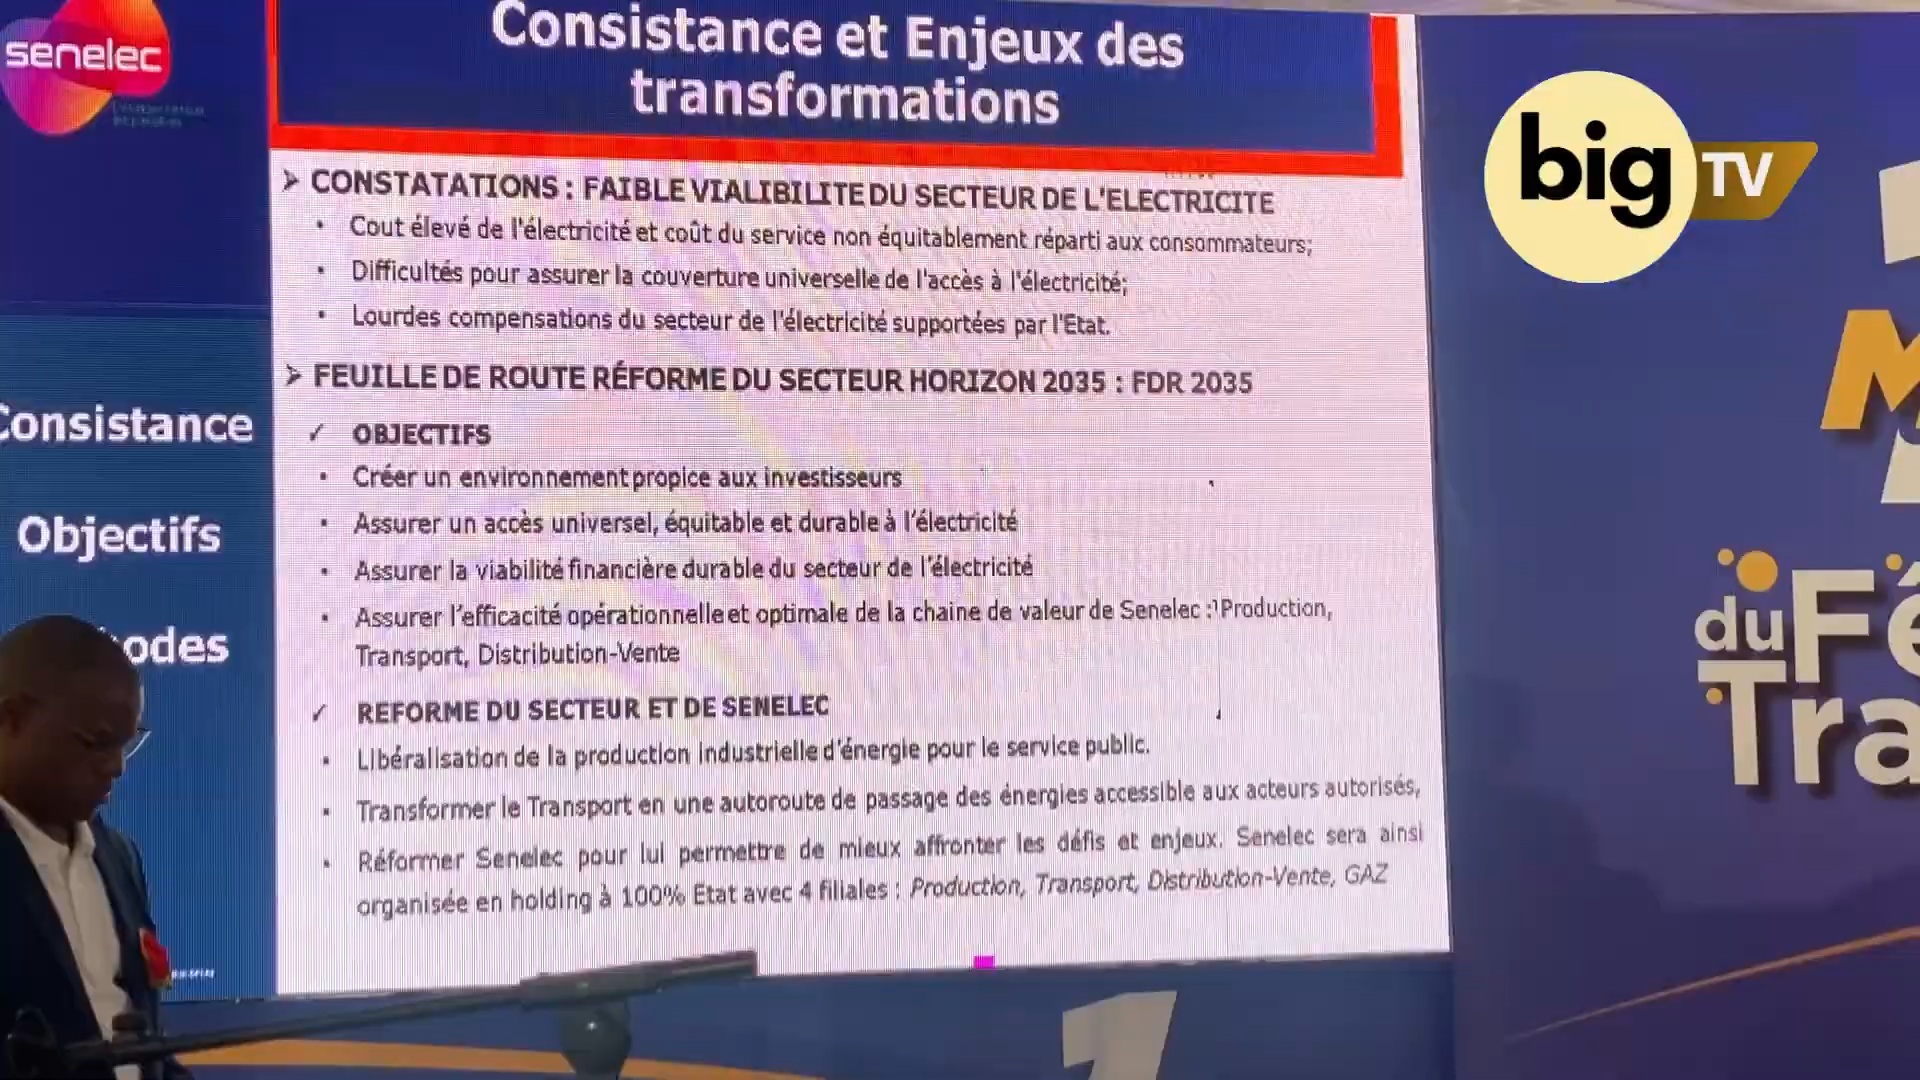 senelec
Consistance et Enjeux des
transformations
big TV
➢ CONSTATATIONS : FAIBLE VIALIBILITE DU SECTEUR DE L'ELECTRICITE
• Cout élevé de l'électricité et coût du service non équitablement réparti aux consommateurs;
• Difficultés pour assurer la couverture universelle de l'accès à l'électricité;
• Lourdes compensations du secteur de l'électricité supportées par l'Etat.
➢ FEUILLE DE ROUTE RÉFORME DU SECTEUR HORIZON 2035 : FDR 2035
Consistance
✓ OBJECTIFS
• Créer un environnement propice aux investisseurs
Objectifs
• Assurer un accès universel, équitable et durable à l'électricité
• Assurer la viabilité financière durable du secteur de l'électricité
• Assurer l'efficacité opérationnelle et optimale de la chaine de valeur de Senelec : Production,
Transport, Distribution-Vente
odes
✓ REFORME DU SECTEUR ET DE SENELEC
• Libéralisation de la production industrielle d'énergie pour le service public.
• Transformer le Transport en une autoroute de passage des énergies accessible aux acteurs autorisés,
• Réformer Senelec pour lui permettre de mieux affronter les défis et enjeux. Senelec sera ainsi
organisée en holding à 100% Etat avec 4 filiales : Production, Transport, Distribution-Vente, GAZ
1
M
du Fê
Tra
1